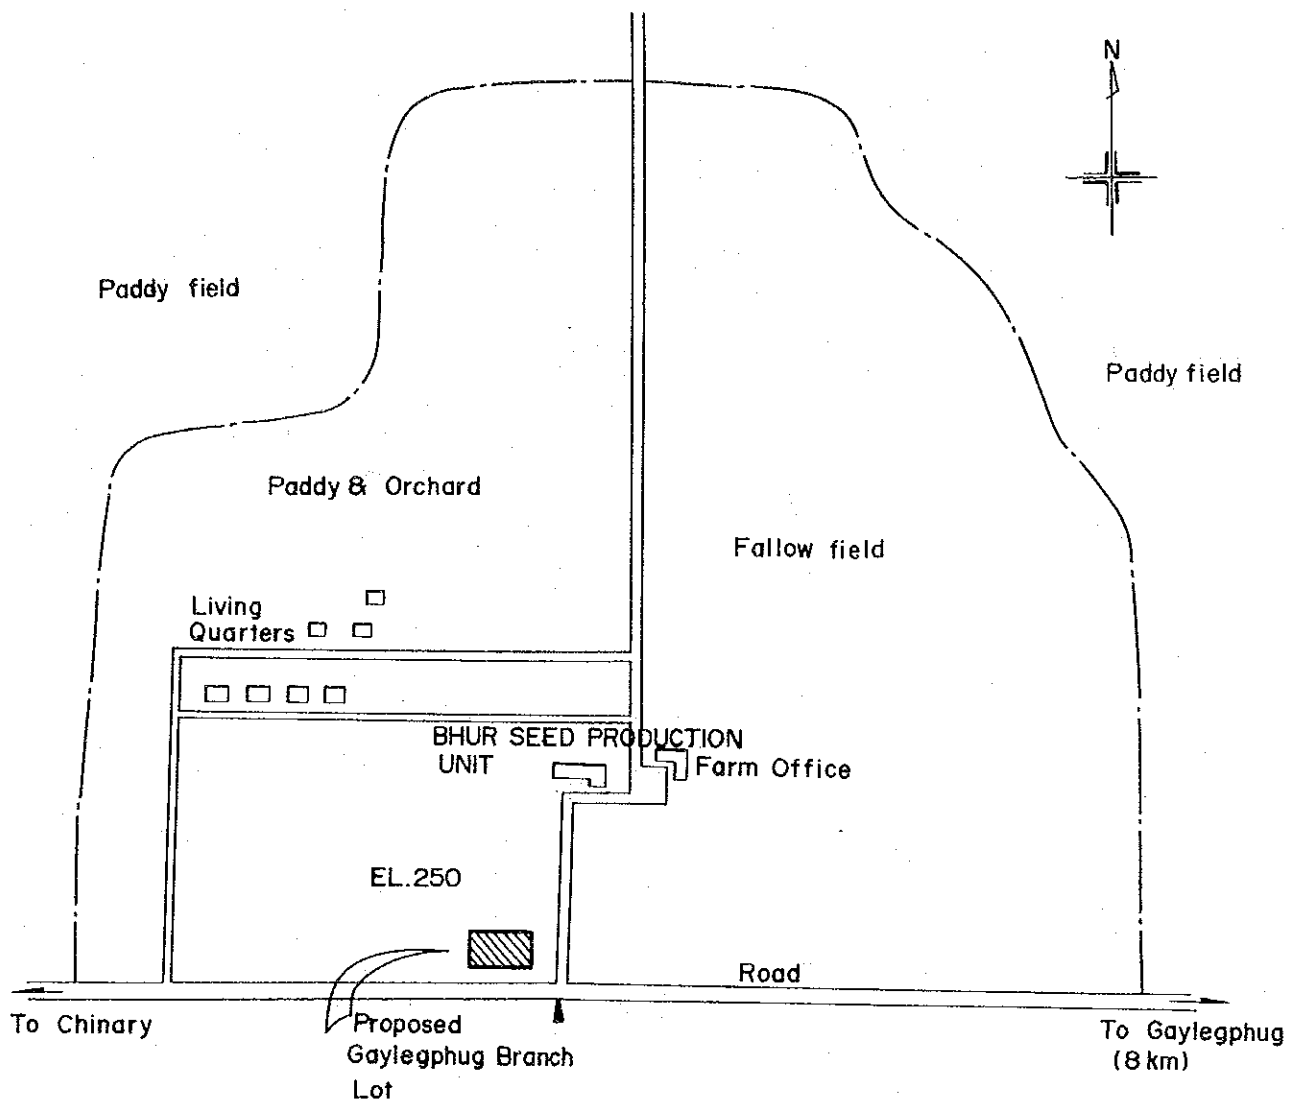 N
Paddy field
Paddy field
Paddy & Orchard
Fallow field
Living
Quarters
BHUR SEED PRODUCTION
UNIT
Farm Office
EL.250
Road
To Chinary
Proposed
Gaylegphug Branch
Lot
To Gaylegphug
(8 km)